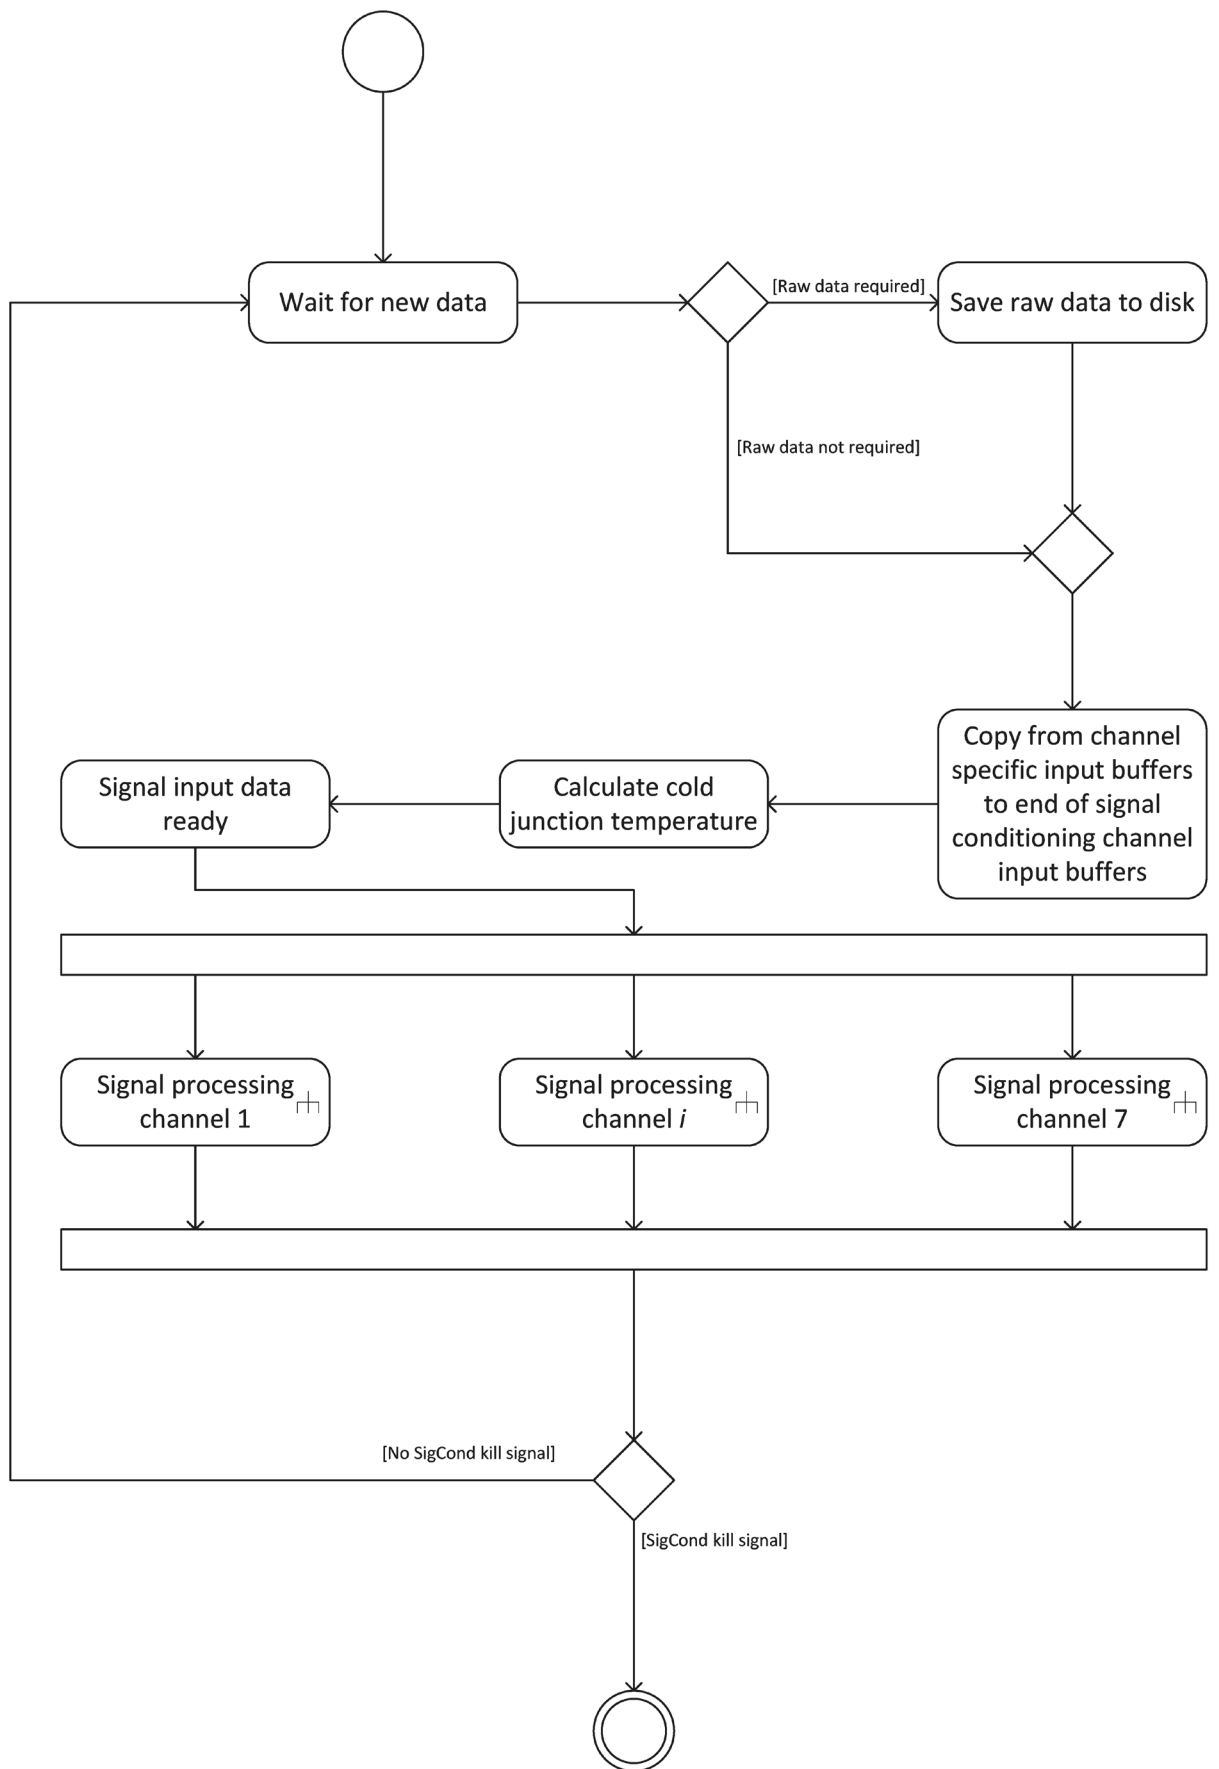 Wait for new data
[Raw data required]
Save raw data to disk
[Raw data not required]
Copy from channel
specific input buffers
to end of signal
conditioning channel
input buffers
Calculate cold
junction temperature
Signal input data
ready
Signal processing
channel 1
Signal processing
channel i
Signal processing
channel 7
[No SigCond kill signal]
[SigCond kill signal]